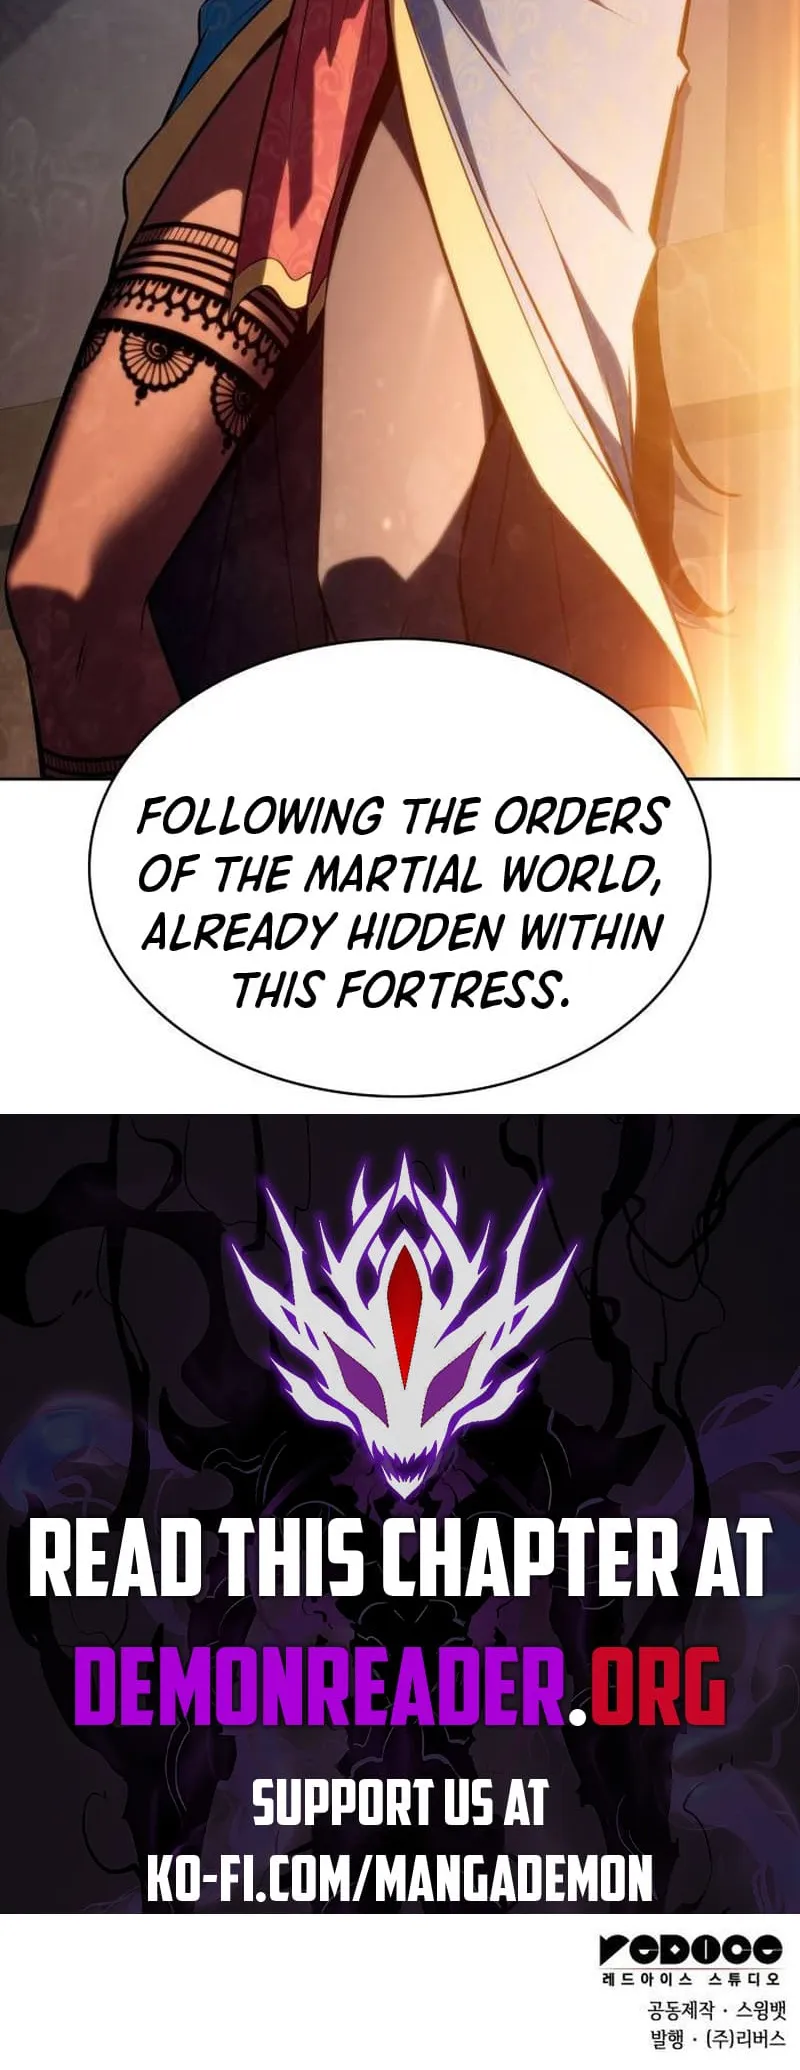 FOLLOWING THE ORDERS
OF THE MARTIAL WORLD,
ALREADY HIDDEN WITHIN
THIS FORTRESS.
READ THIS CHAPTER AT
DEMONREADER.ORG
SUPPORT US AT
KO-FI.COM/MANGADEMON
REDICE
레드아이스 스튜디오
공동제작 · 스윙뱃
발행 · (주)리버스